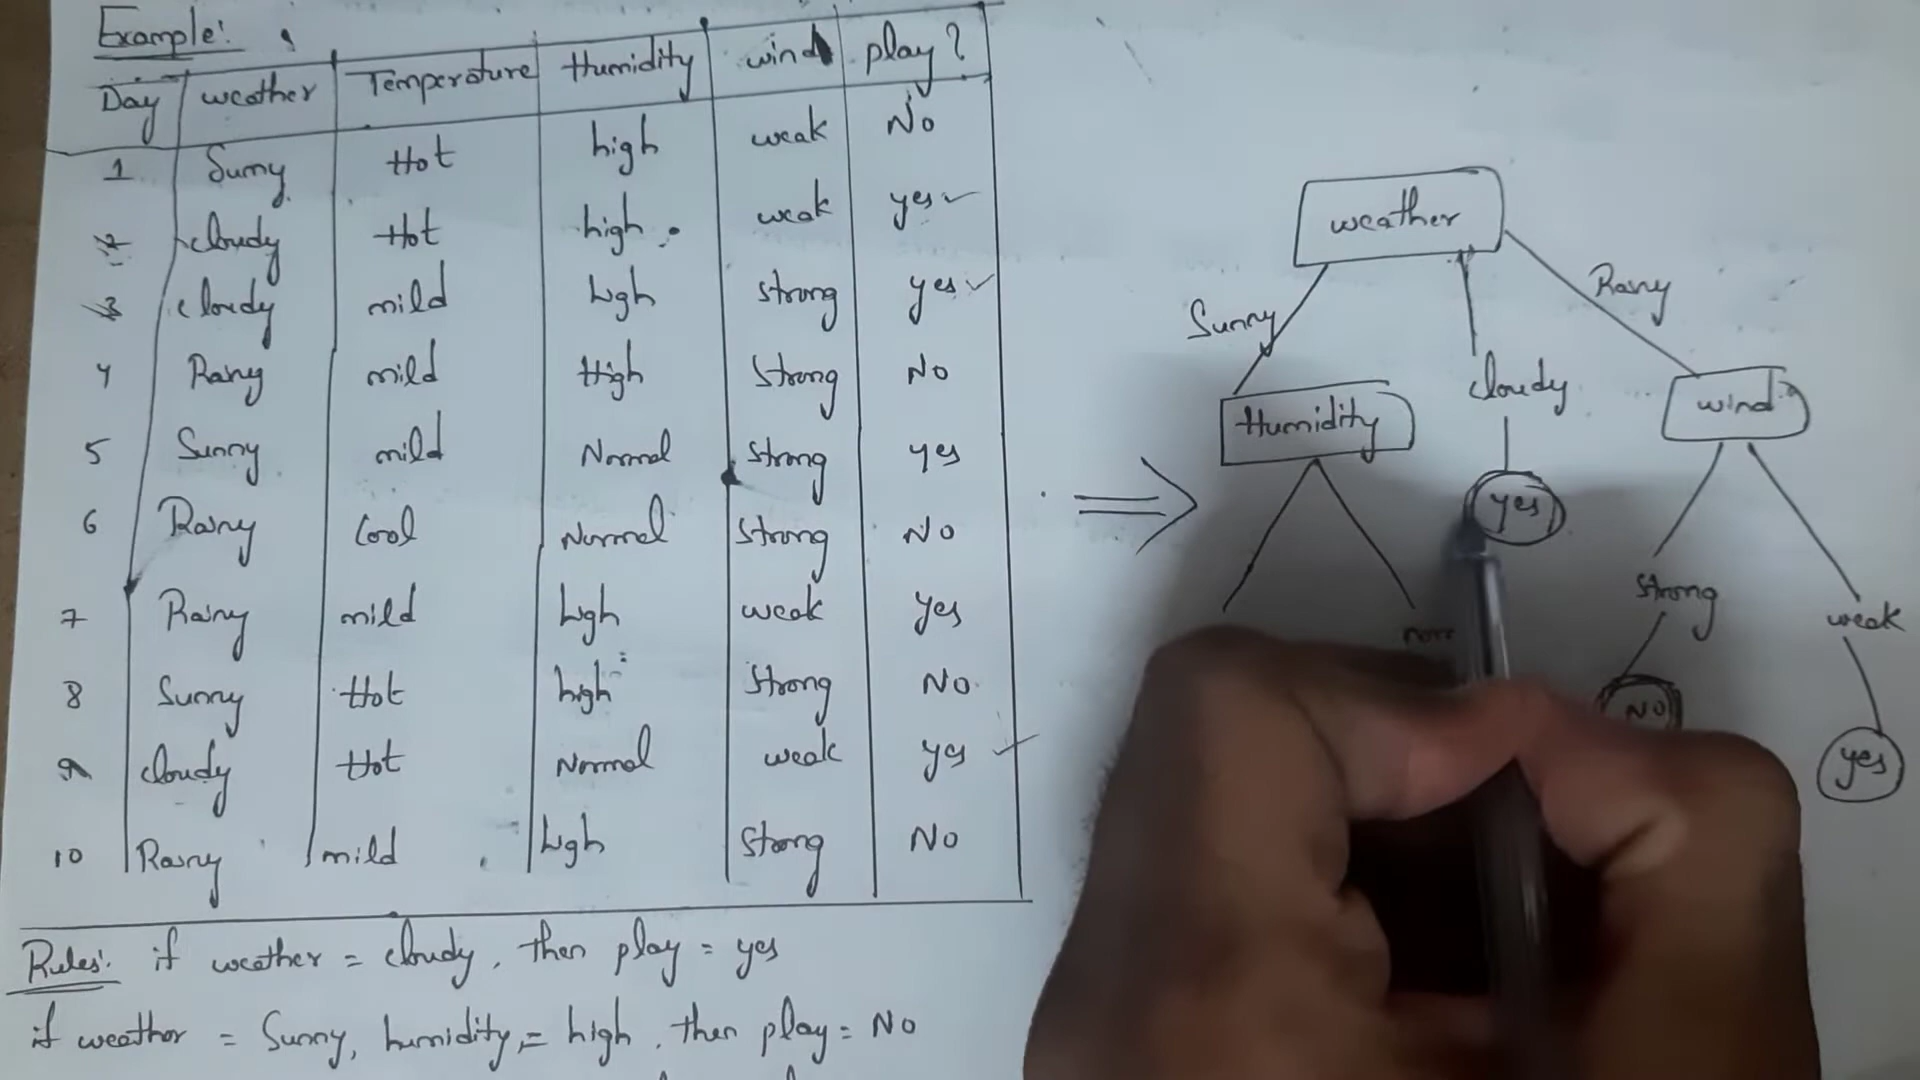 Example:
Day weather Temperature Humidity wind play?
1 Sunny Hot high weak No
2 cloudy Hot high weak yes
3 cloudy mild high strong yes
4 Rainy mild High Strong No
5 Sunny mild Normal Strong yes
6 Rainy Cool Normal Strong No
7 Rainy mild high weak yes
8 Sunny Hot high Strong No
9 cloudy Hot Normal weak yes
10 Rainy mild high Strong No
Rules: if weather = cloudy, then play = yes
if weather = Sunny, humidity = high, then play = No
weather
Sunny
cloudy
Rainy
Humidity
yes
wind
Strong
weak
No
yes